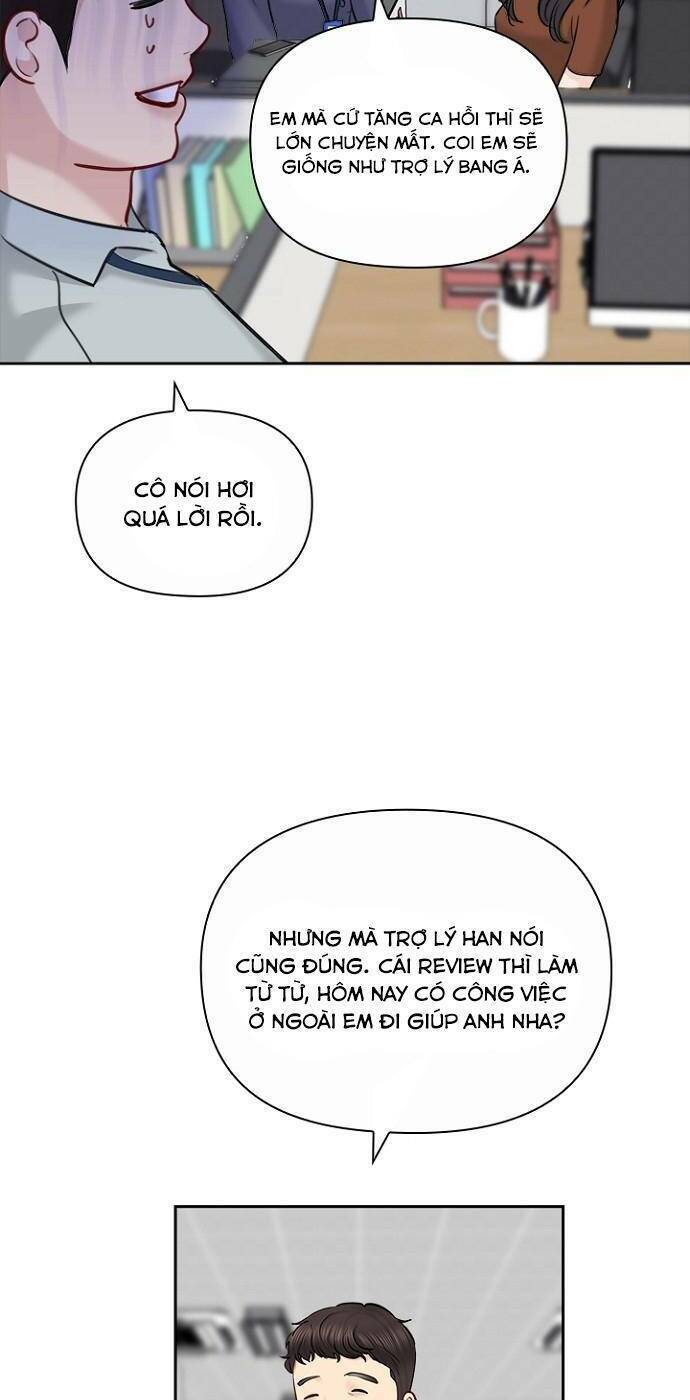 EM MÀ CỨ TĂNG CA HỒI THÌ SẼ
LỚN CHUYỆN MẤT. COI EM SẼ
GIỐNG NHƯ TRỢ LÝ BANG Á.
CÔ NÓI HƠI
QUÁ LỜI RỒI.
NHƯNG MÀ TRỢ LÝ HAN NÓI
CŨNG ĐÚNG. CÁI REVIEW THÌ LÀM
TỪ TỪ, HÔM NAY CÓ CÔNG VIỆC
Ở NGOÀI EM ĐI GIÚP ANH NHA?